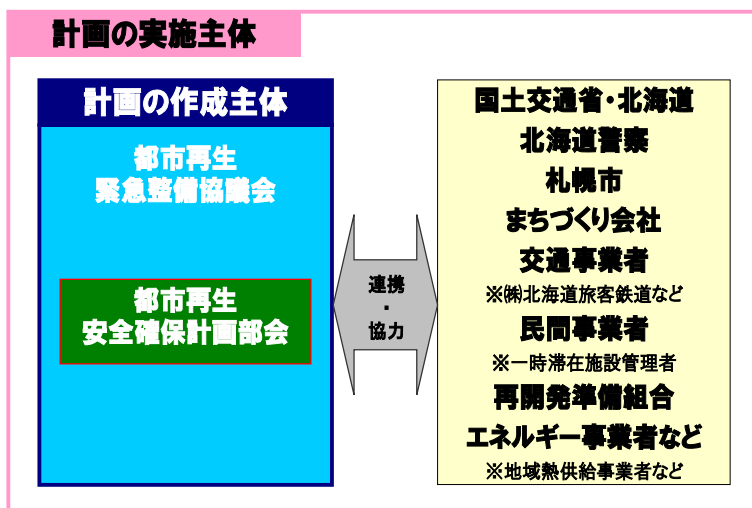 計画の実施主体
計画の作成主体
都市再生
緊急整備協議会
都市再生
安全確保計画部会
連携
・
協力
国土交通省・北海道
北海道警察
札幌市
まちづくり会社
交通事業者
※㈱北海道旅客鉄道など
民間事業者
※一時滞在施設管理者
再開発準備組合
エネルギー事業者など
※地域熱供給事業者など